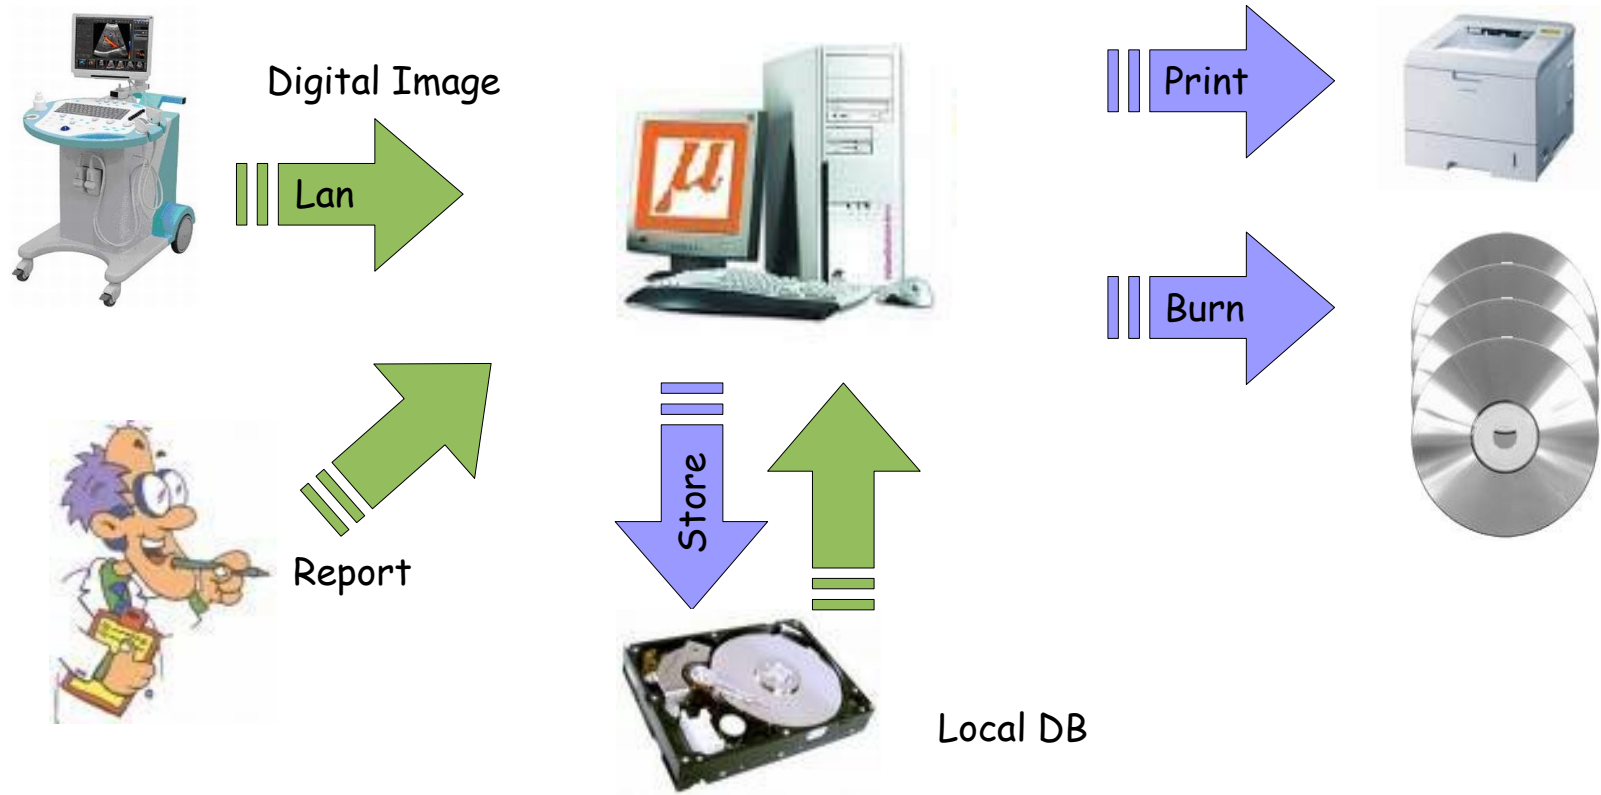 Digital Image
Lan
µ
Print
Burn
Store
Report
Local DB